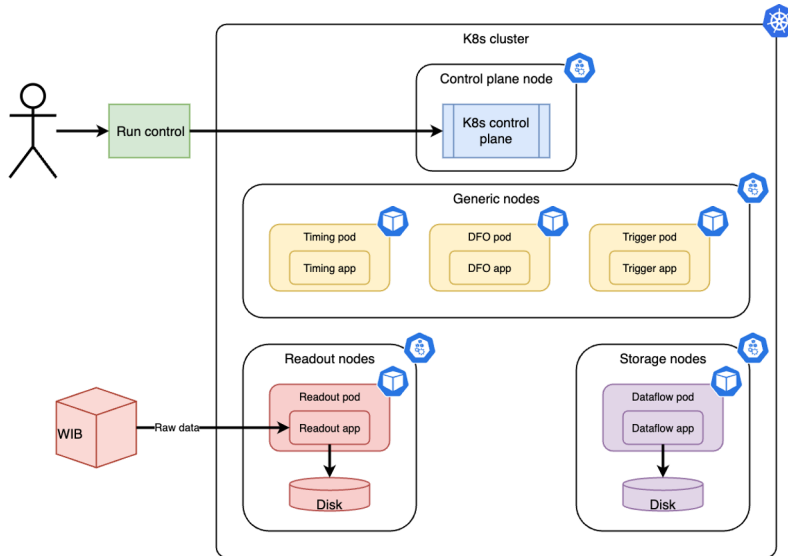 K8s cluster
Control plane node
Run control
K8s control
plane
Generic nodes
Timing pod
DFO pod
Trigger pod
Timing app
DFO app
Trigger app
Readout nodes
Storage nodes
Readout pod
Dataflow pod
WIB
Raw data
Readout app
Dataflow app
Disk
Disk